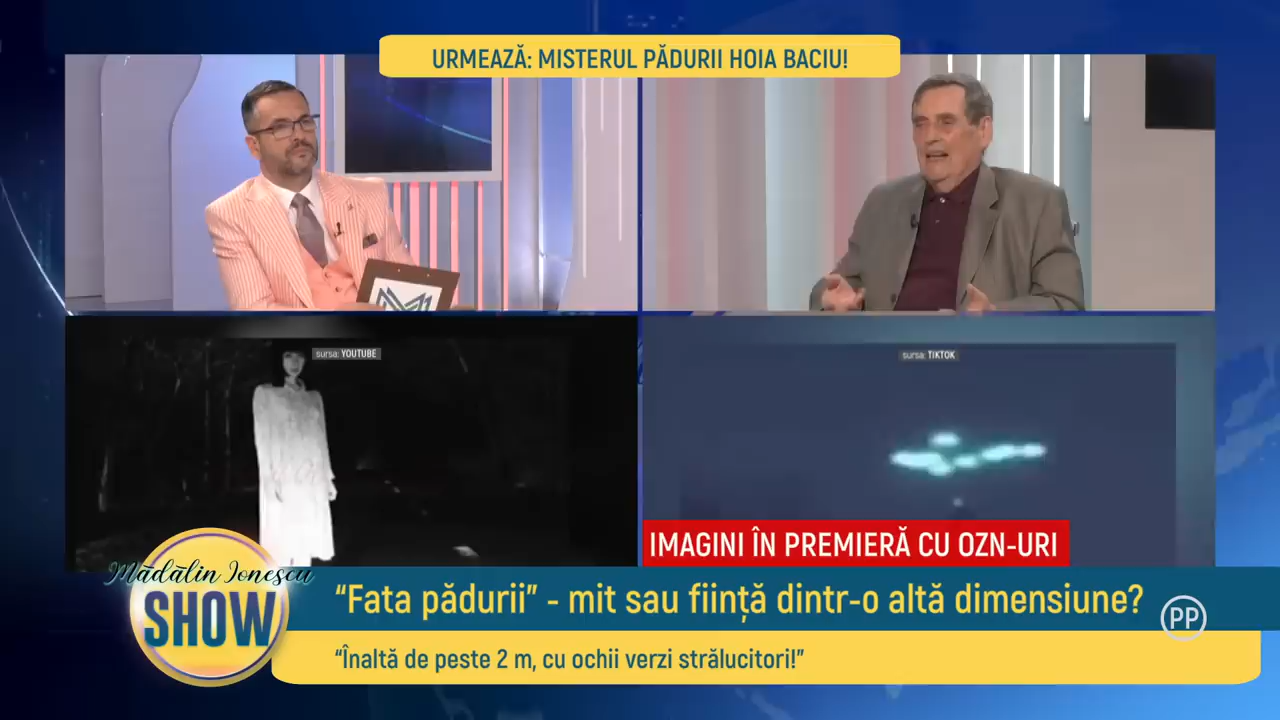 URMEAZĂ: MISTERUL PĂDURII HOIA BACIU!
sursa: YOUTUBE
sursa: TIKTOK
IMAGINI ÎN PREMIERĂ CU OZN-URI
Mădălin Ionescu
SHOW
“Fata pădurii” - mit sau ființă dintr-o altă dimensiune?
PP
“Înaltă de peste 2 m, cu ochii verzi strălucitori!”